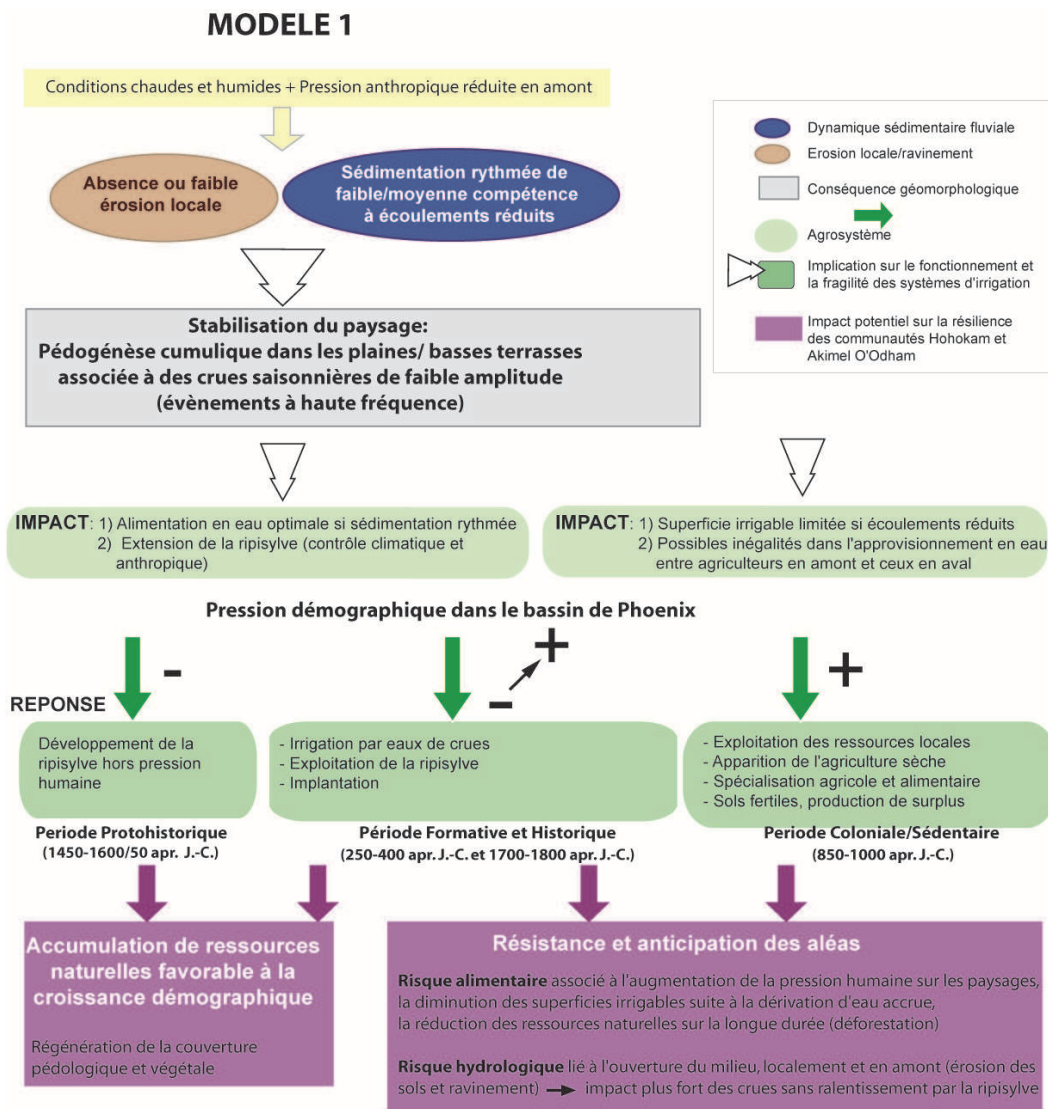 MODELE 1
Conditions chaudes et humides + Pression anthropique réduite en amont
Absence ou faible
érosion locale
Sédimentation rythmée de
faible/moyenne compétence
à écoulements réduits
Dynamique sédimentaire fluviale
Erosion locale/ravinement
Conséquence géomorphologique
Agrosystème
Implication sur le fonctionnement et
la fragilité des systèmes d'irrigation
Impact potentiel sur la résilience
des communautés Hohokam et
Akimel O'Odham
Stabilisation du paysage:
Pédogénèse cumulique dans les plaines/ basses terrasses
associée à des crues saisonnières de faible amplitude
(évènements à haute fréquence)
IMPACT: 1) Alimentation en eau optimale si sédimentation rythmée
2) Extension de la ripisylve (contrôle climatique et
anthropique)
IMPACT: 1) Superficie irrigable limitée si écoulements réduits
2) Possibles inégalités dans l'approvisionnement en eau
entre agriculteurs en amont et ceux en aval
Pression démographique dans le bassin de Phoenix
-
- +
+
REPONSE
Développement de la
ripisylve hors pression
humaine
- Irrigation par eaux de crues
- Exploitation de la ripisylve
- Implantation
- Exploitation des ressources locales
- Apparition de l'agriculture sèche
- Spécialisation agricole et alimentaire
- Sols fertiles, production de surplus
Periode Protohistorique
(1450-1600/50 apr. J.-C.)
Période Formative et Historique
(250-400 apr. J.-C. et 1700-1800 apr. J.-C.)
Periode Coloniale/Sédentaire
(850-1000 apr. J.-C.)
Accumulation de ressources
naturelles favorable à la
croissance démographique
Régénération de la couverture
pédologique et végétale
Résistance et anticipation des aléas
Risque alimentaire associé à l'augmentation de la pression humaine sur les paysages,
la diminution des superficies irrigables suite à la dérivation d'eau accrue,
la réduction des ressources naturelles sur la longue durée (déforestation)
Risque hydrologique lié à l'ouverture du milieu, localement et en amont (érosion des
sols et ravinement) → impact plus fort des crues sans ralentissement par la ripisylve